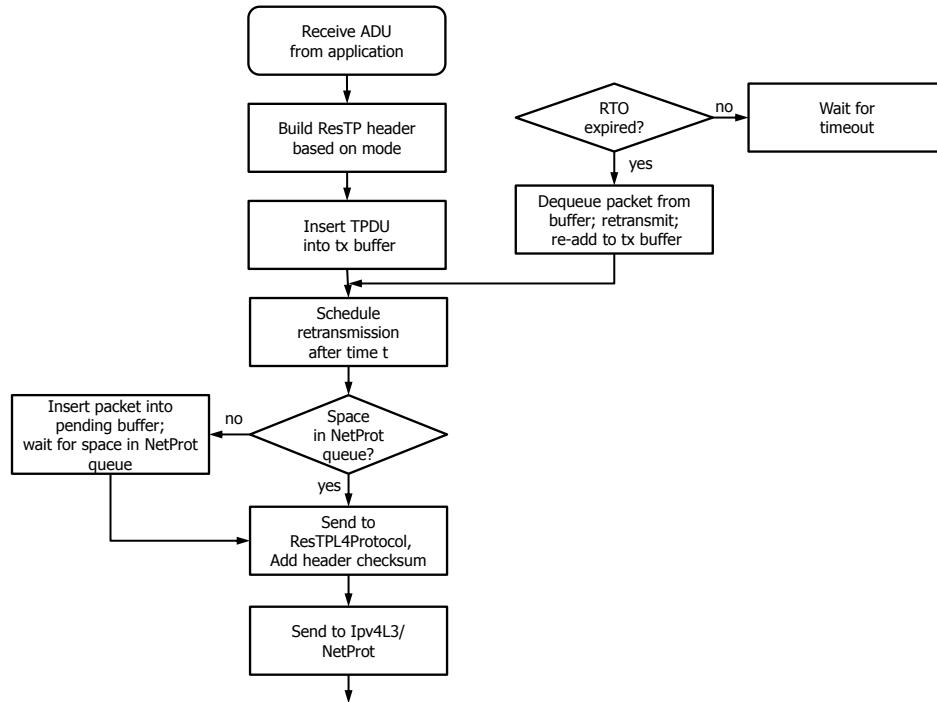 Receive ADU
from application
Build ResTP header
based on mode
RTO
expired?
no
Wait for
timeout
yes
Insert TPDU
into tx buffer
Dequeue packet from
buffer; retransmit;
re-add to tx buffer
Schedule
retransmission
after time t
Insert packet into
pending buffer;
wait for space in NetProt
queue
no
Space
in NetProt
queue?
yes
Send to
ResTPL4Protocol,
Add header checksum
Send to Ipv4L3/
NetProt